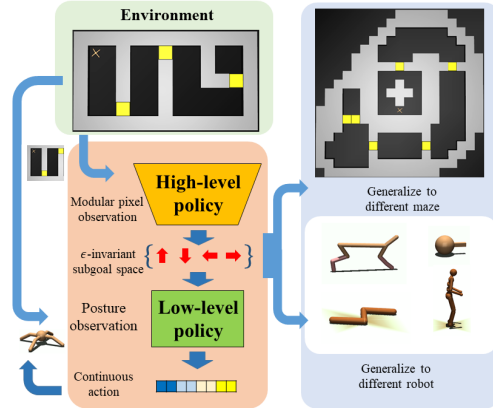 Environment
High-level
policy
Modular pixel
observation
ϵ-invariant
subgoal space
{ }
Posture
observation
Low-level
policy
Continuous
action
Generalize to
different maze
Generalize to
different robot